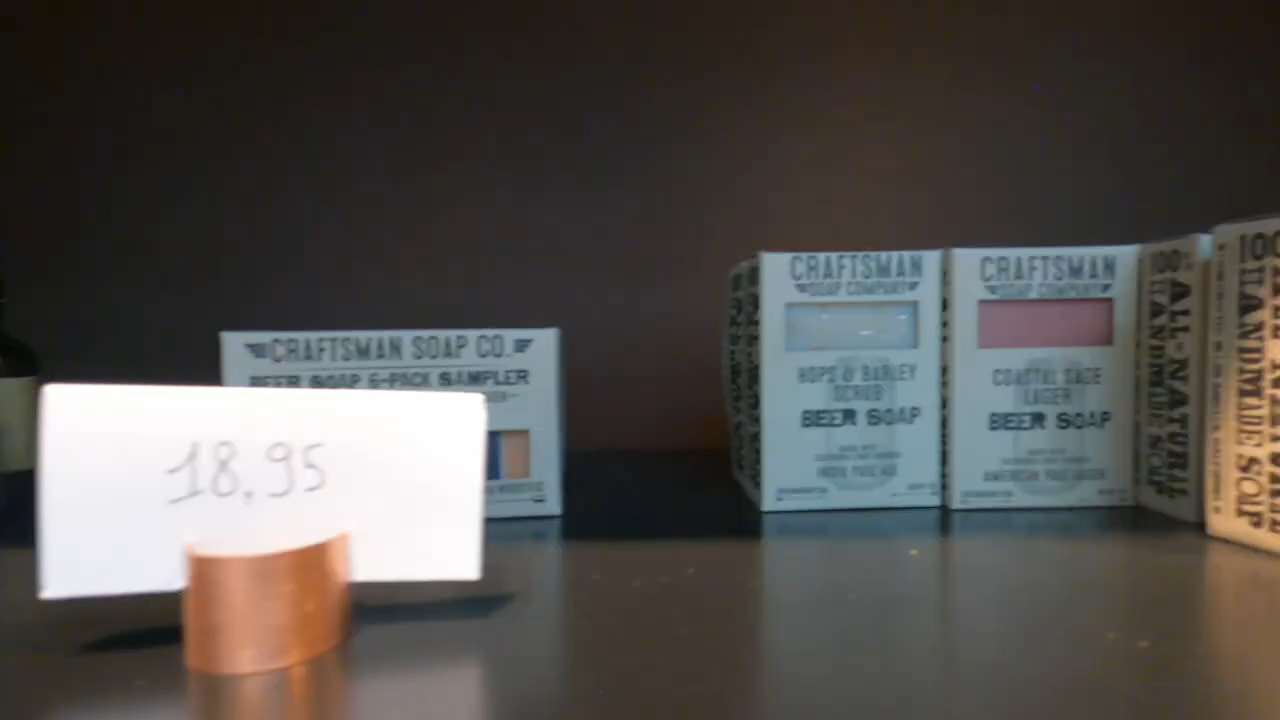 CRAFTSMAN SOAP CO.
BEER SOAP 6-PACK SAMPLER
18.95
CRAFTSMAN
SOAP COMPANY
HOPS & BARLEY
SCRUB
BEER SOAP
INDIA PALE ALE
CRAFTSMAN
SOAP COMPANY
COASTAL SAGE
LAGER
BEER SOAP
AMERICAN PALE LAGER
100%
ALL-NATURAL
HANDMADE SOAP
100
HANDMADE SOAP